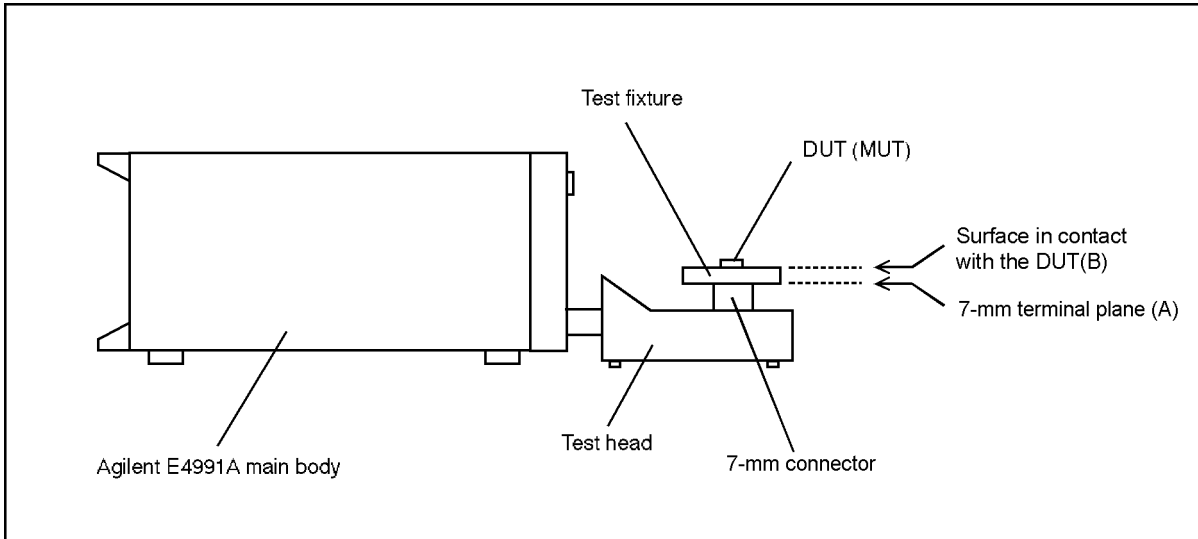 Test fixture
DUT (MUT)
Surface in contact
with the DUT(B)
7-mm terminal plane (A)
Test head
7-mm connector
Agilent E4991A main body